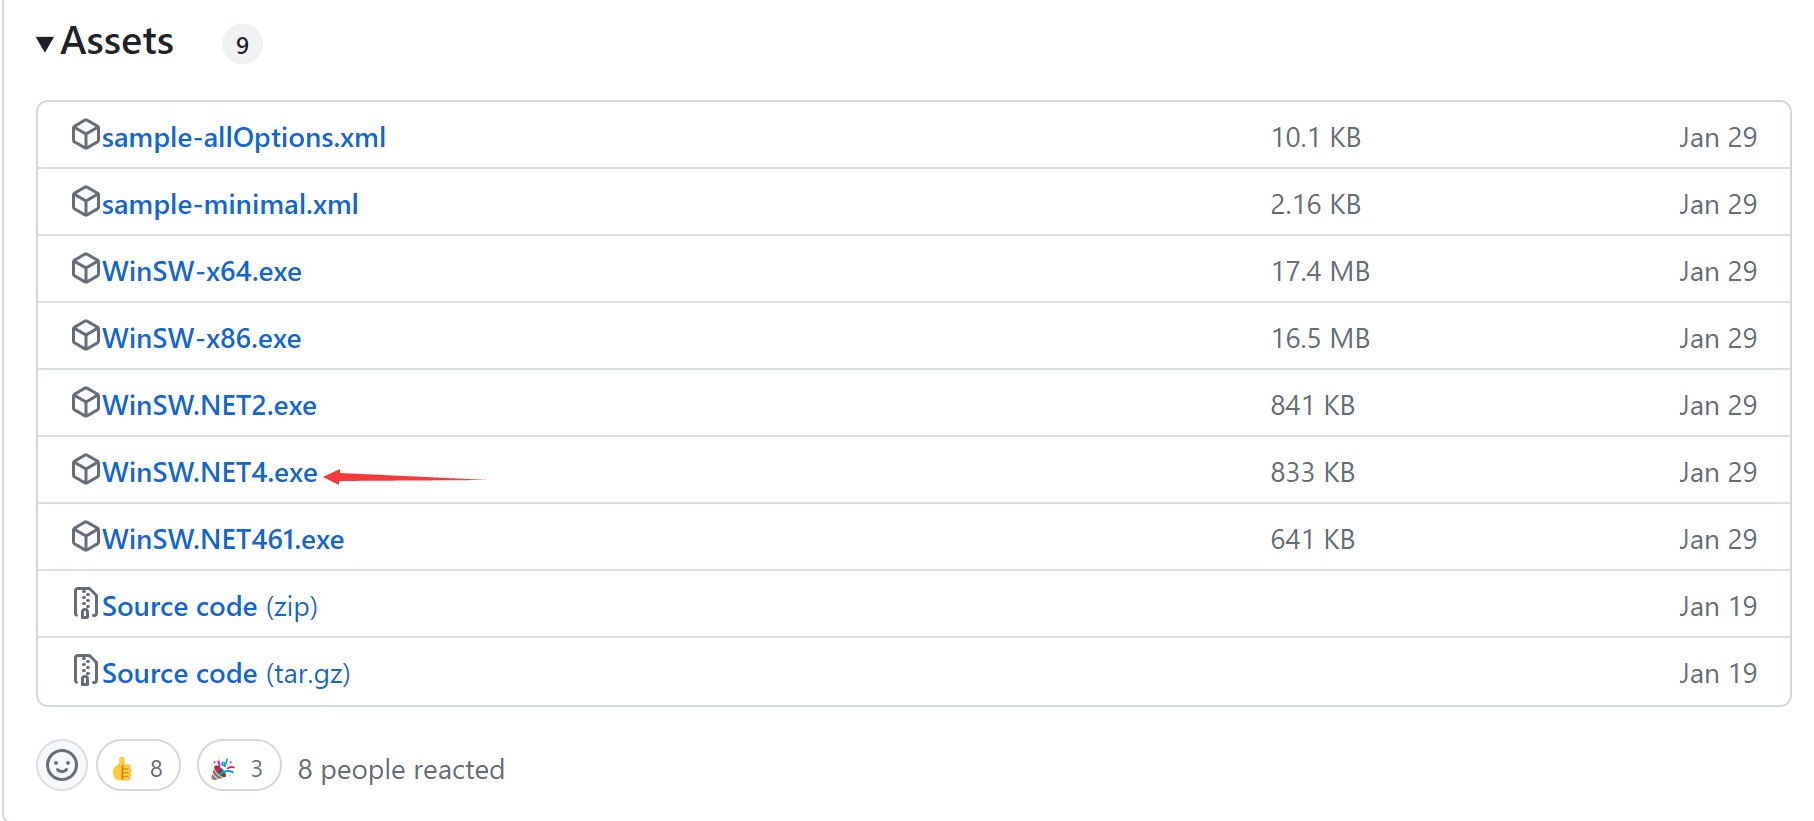 Assets 9
sample-allOptions.xml 10.1 KB Jan 29
sample-minimal.xml 2.16 KB Jan 29
WinSW-x64.exe 17.4 MB Jan 29
WinSW-x86.exe 16.5 MB Jan 29
WinSW.NET2.exe 841 KB Jan 29
WinSW.NET4.exe 833 KB Jan 29
WinSW.NET461.exe 641 KB Jan 29
Source code (zip) Jan 19
Source code (tar.gz) Jan 19
8 3 8 people reacted